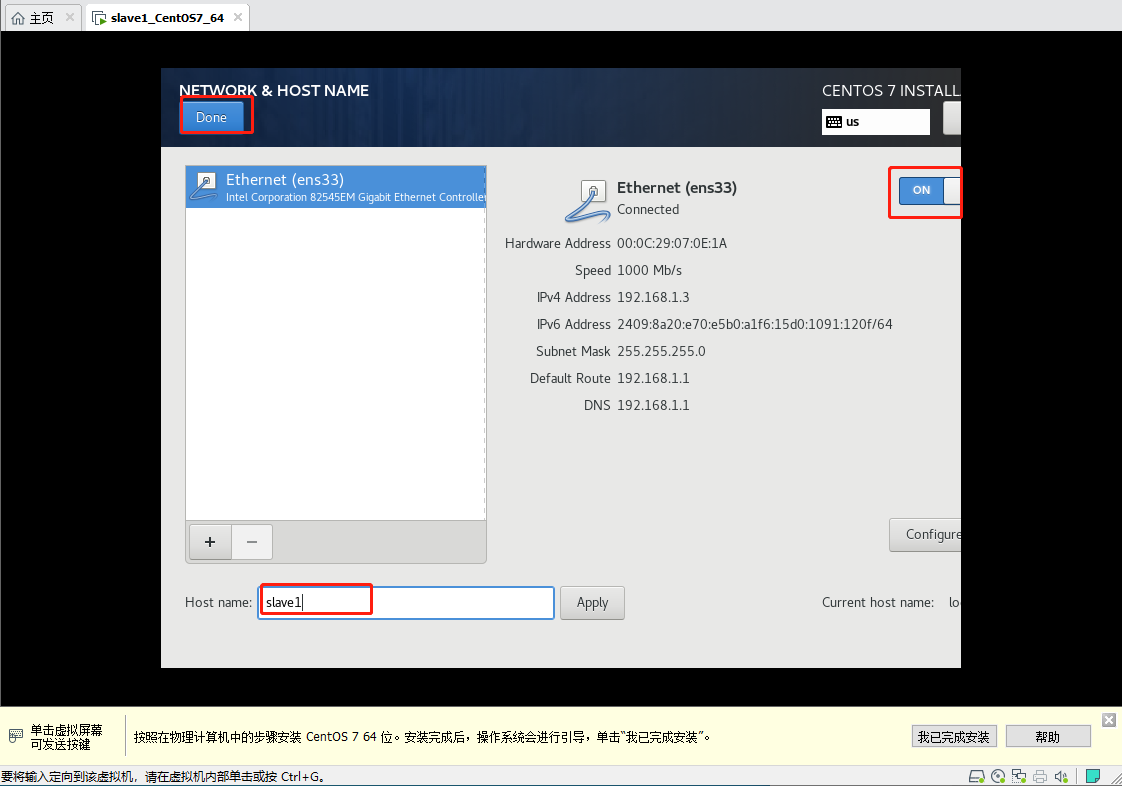 主页
slave1_CentOS7_64
NETWORK & HOST NAME
CENTOS 7 INSTALL
Done
us
Ethernet (ens33)
Intel Corporation 82545EM Gigabit Ethernet Controlle
Ethernet (ens33)
Connected
ON
Hardware Address 00:0C:29:07:0E:1A
Speed 1000 Mb/s
IPv4 Address 192.168.1.3
IPv6 Address 2409:8a20:e70:e5b0:a1f6:15d0:1091:120f/64
Subnet Mask 255.255.255.0
Default Route 192.168.1.1
DNS 192.168.1.1
+
−
Configure
Host name: slave1 Apply Current host name: lo
单击虚拟屏幕
可发送按键
按照在物理计算机中的步骤安装 CentOS 7 64 位。安装完成后，操作系统会进行引导，单击“我已完成安装”。
我已完成安装
帮助
要将输入定向到该虚拟机，请在虚拟机内部单击或按 Ctrl+G。